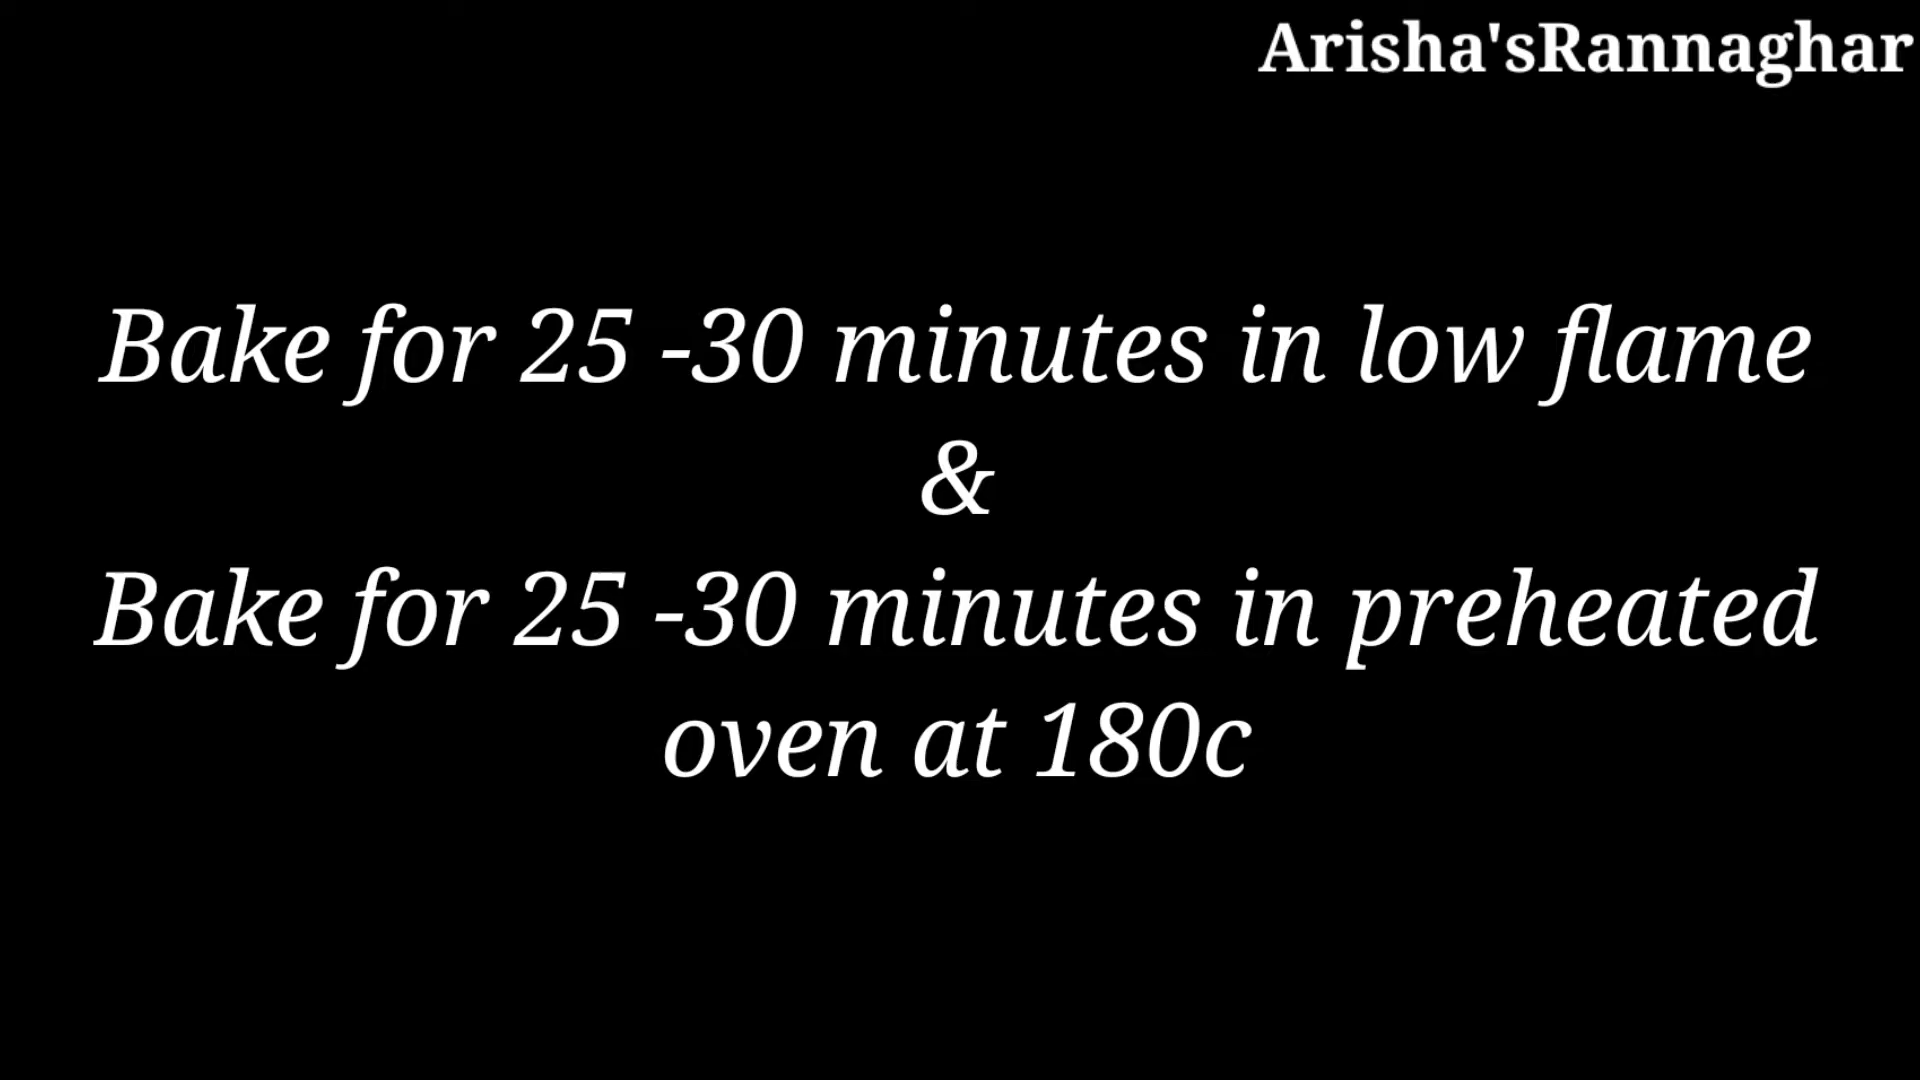 Arisha'sRannaghar
Bake for 25 -30 minutes in low flame
&
Bake for 25 -30 minutes in preheated
oven at 180c